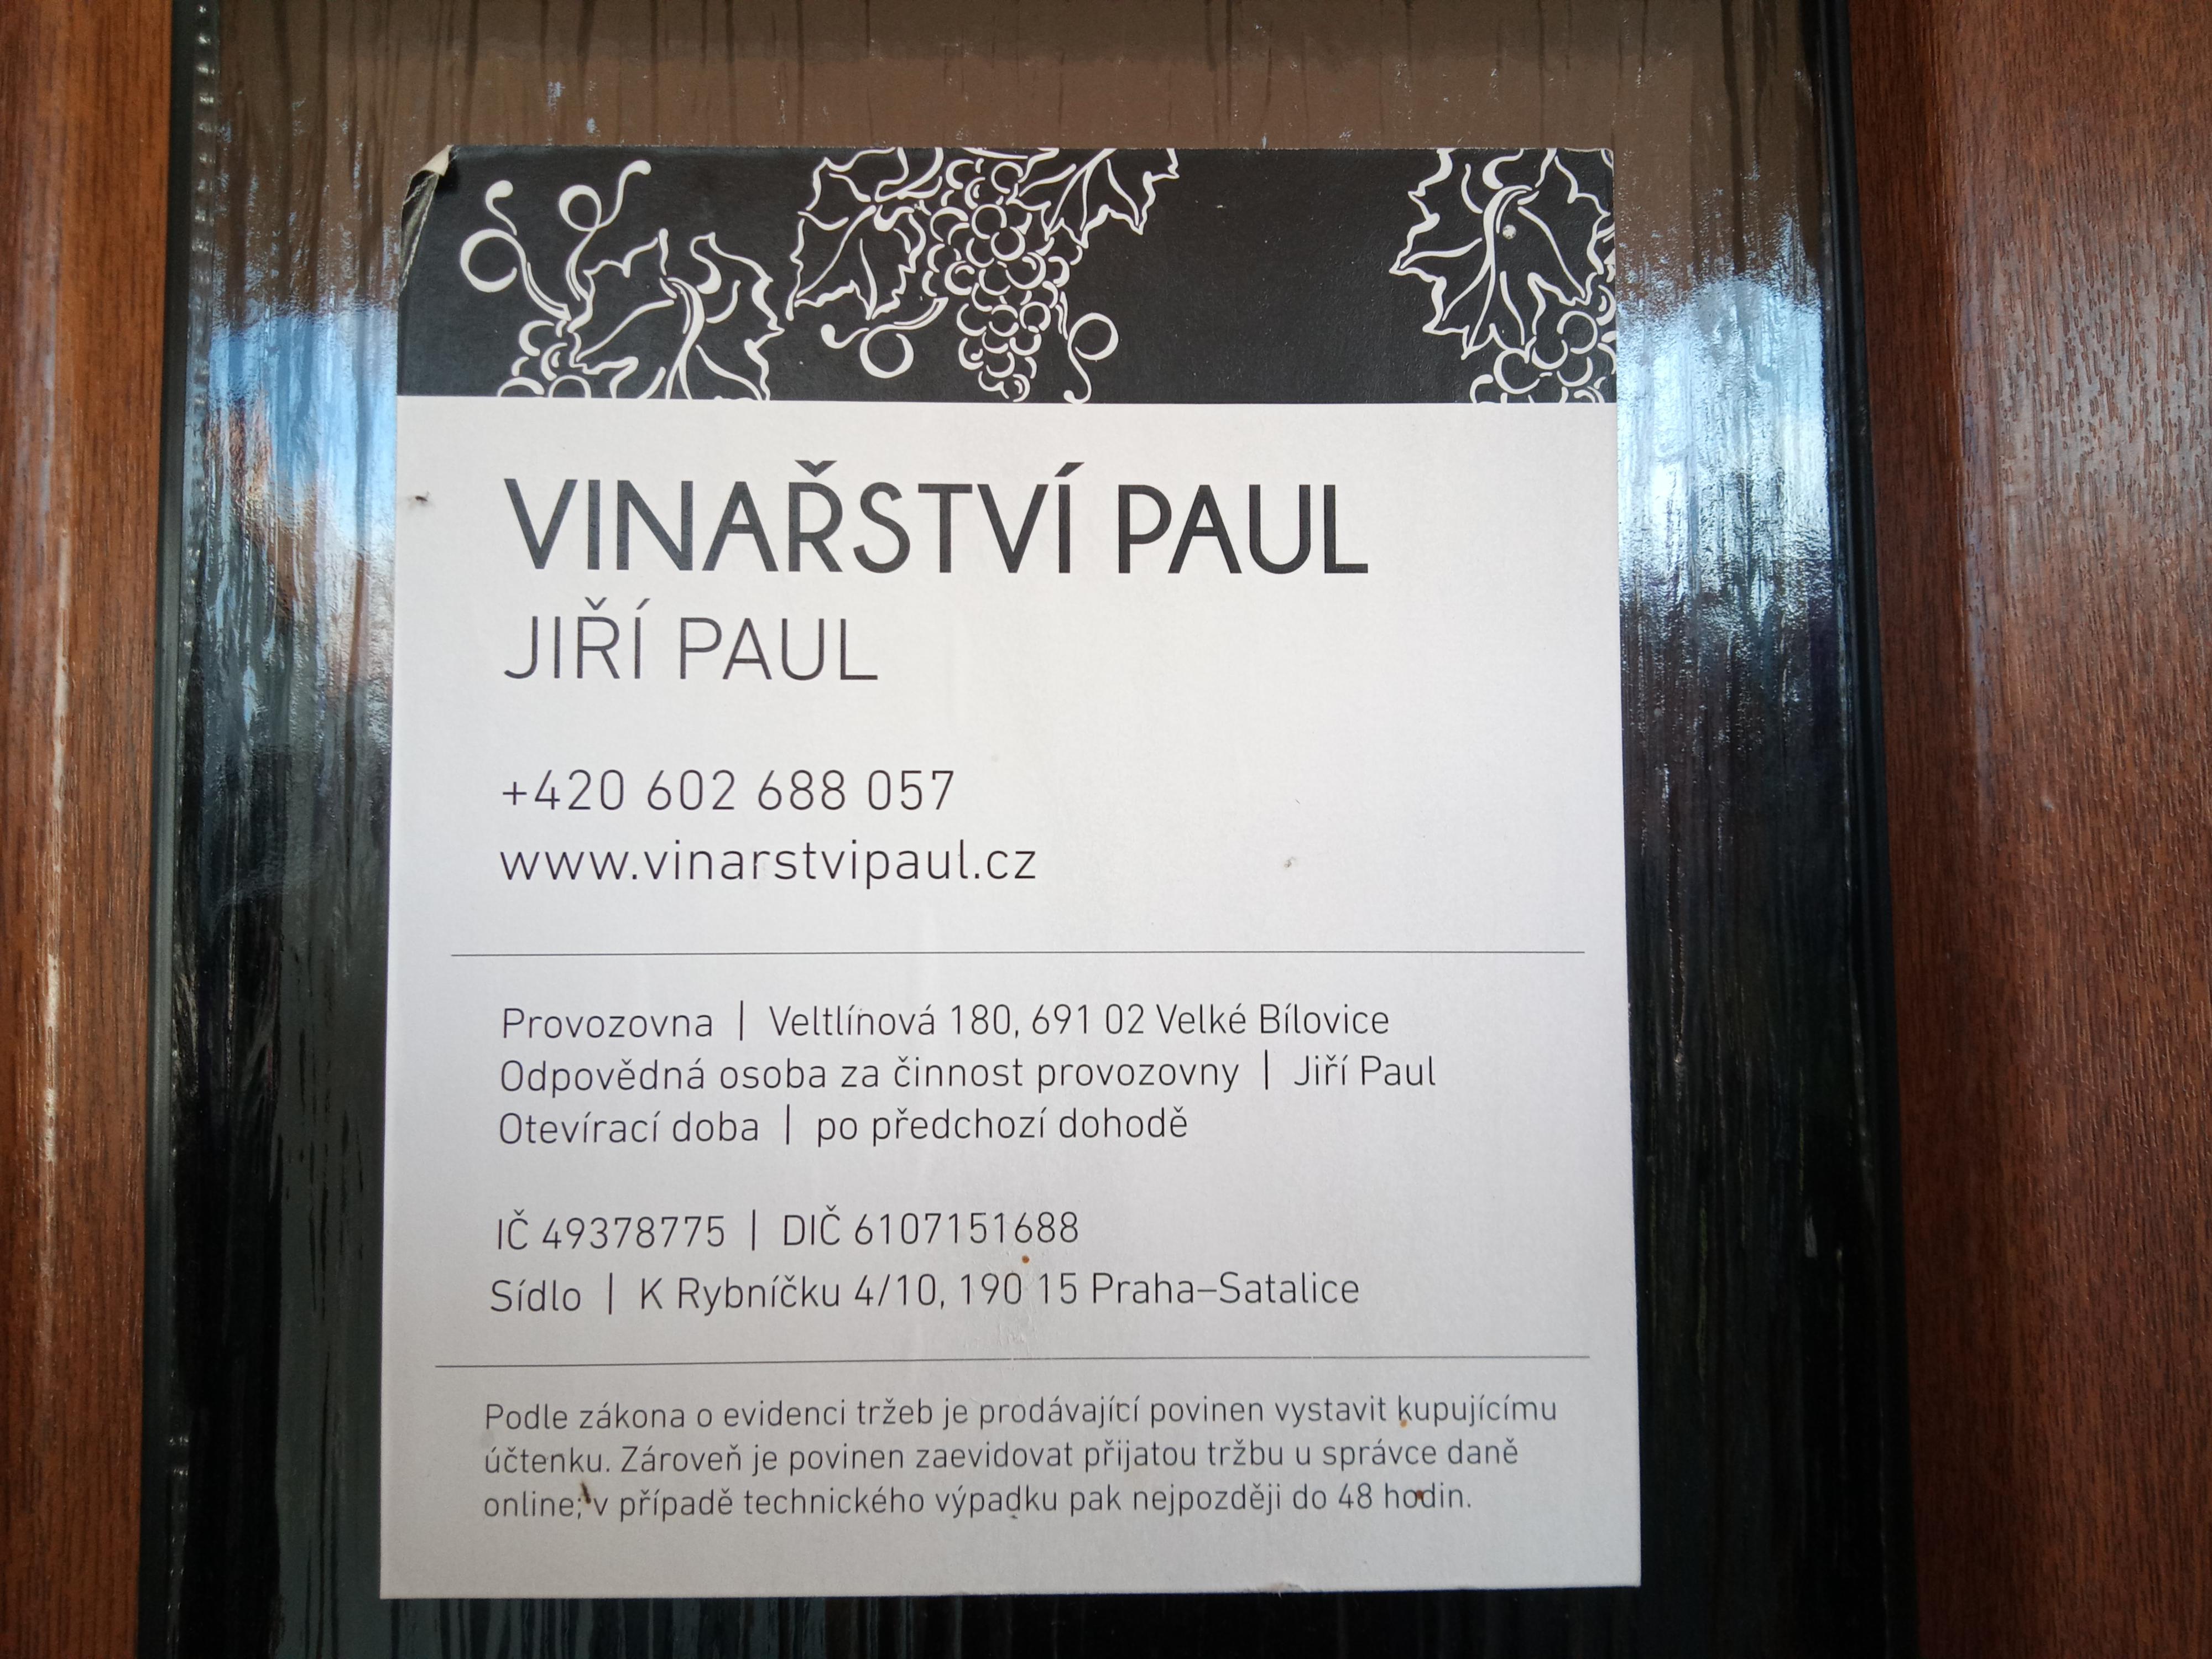 VINAŘSTVÍ PAUL
JIŘÍ PAUL
+420 602 688 057
www.vinarstvipaul.cz
Provozovna | Veltlínová 180, 691 02 Velké Bílovice
Odpovědná osoba za činnost provozovny | Jiří Paul
Otevírací doba | po předchozí dohodě
IČ 49378775 | DIČ 6107151688
Sídlo | K Rybníčku 4/10, 190 15 Praha–Satalice
Podle zákona o evidenci tržeb je prodávající povinen vystavit kupujícímu
účtenku. Zároveň je povinen zaevidovat přijatou tržbu u správce daně
online; v případě technického výpadku pak nejpozději do 48 hodin.